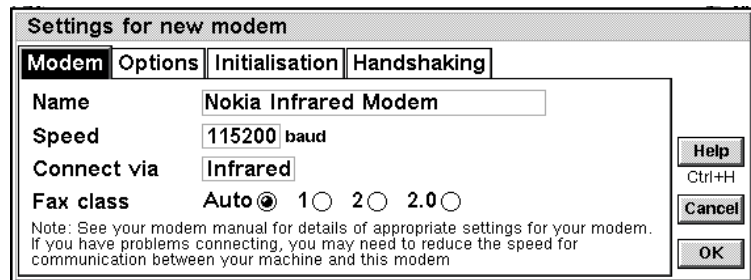 Settings for new modem
Modem Options Initialisation Handshaking
Name Nokia Infrared Modem
Speed 115200 baud
Connect via Infrared
Fax class Auto 1 2 2.0
Note: See your modem manual for details of appropriate settings for your modem.
If you have problems connecting, you may need to reduce the speed for
communication between your machine and this modem
Help
Ctrl+H
Cancel
OK